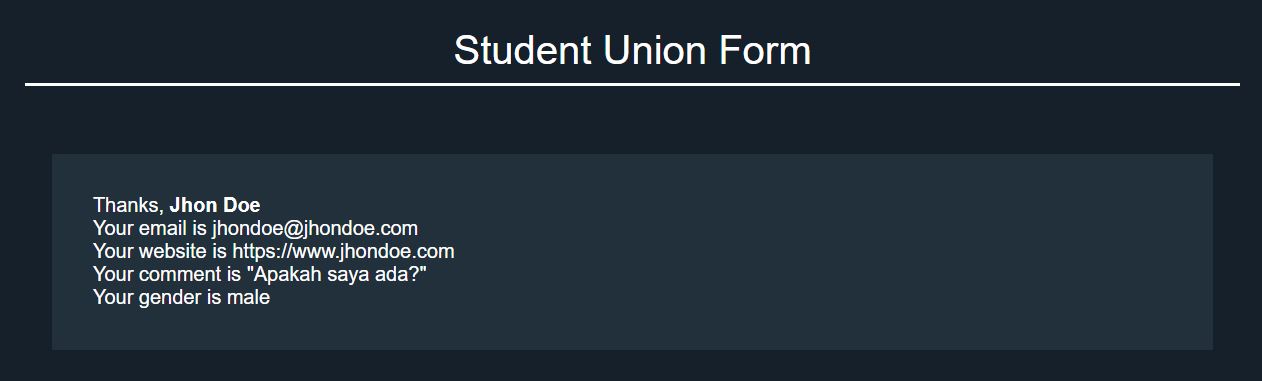 Student Union Form
Thanks, Jhon Doe
Your email is jhondoe@jhondoe.com
Your website is https://www.jhondoe.com
Your comment is "Apakah saya ada?"
Your gender is male